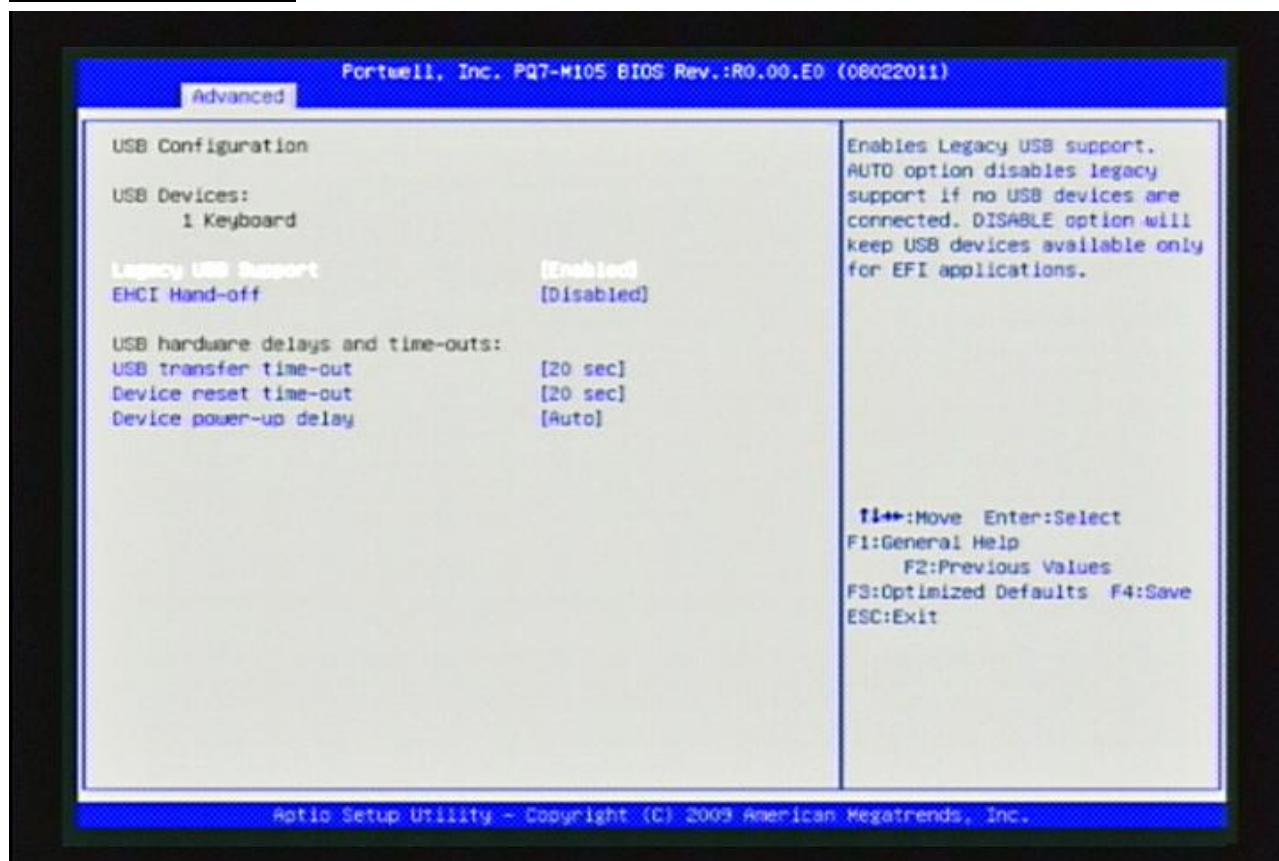 Portwell, Inc. PQ7-M105 BIOS Rev.:R0.00.E0 (08022011)
Advanced
USB Configuration
USB Devices:
1 Keyboard
Legacy USB Support [Enabled]
EHCI Hand-off [Disabled]
USB hardware delays and time-outs:
USB transfer time-out [20 sec]
Device reset time-out [20 sec]
Device power-up delay [Auto]
Enables Legacy USB support.
AUTO option disables legacy
support if no USB devices are
connected. DISABLE option will
keep USB devices available only
for EFI applications.
↑↓→←:Move Enter:Select
F1:General Help
F2:Previous Values
F3:Optimized Defaults F4:Save
ESC:Exit
Aptio Setup Utility - Copyright (C) 2009 American Megatrends, Inc.